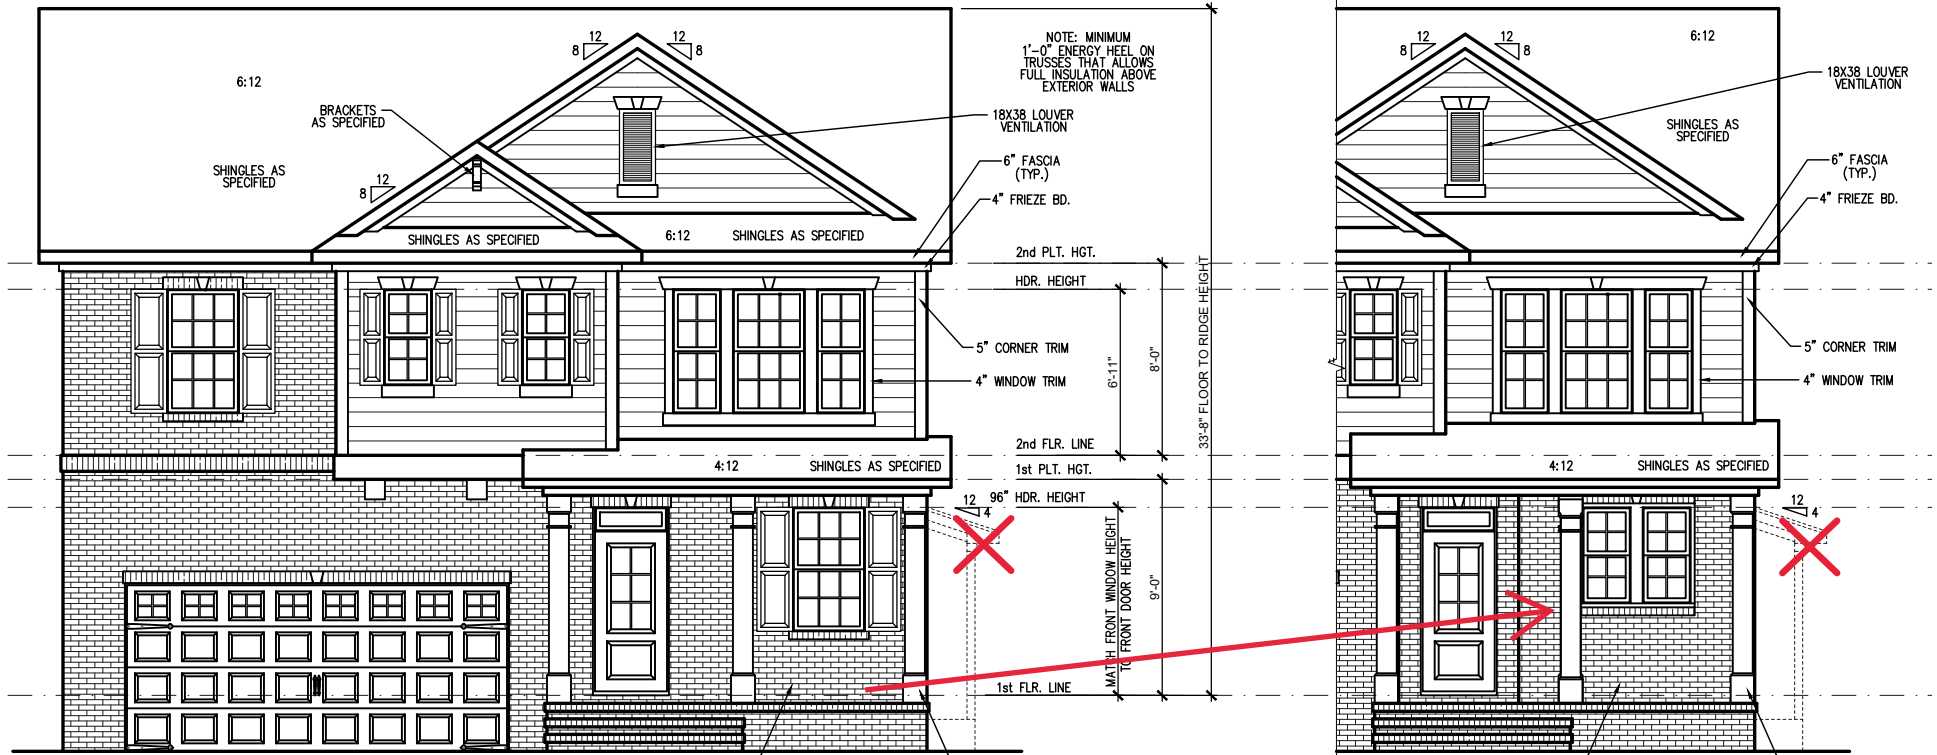 12
8
12
8
6:12
NOTE: MINIMUM
1'-0" ENERGY HEEL ON
TRUSSES THAT ALLOWS
FULL INSULATION ABOVE
EXTERIOR WALLS
BRACKETS
AS SPECIFIED
18X38 LOUVER
VENTILATION
SHINGLES AS
SPECIFIED
12
8
6" FASCIA
(TYP.)
4" FRIEZE BD.
SHINGLES AS SPECIFIED
6:12
SHINGLES AS SPECIFIED
2nd PLT. HGT.
HDR. HEIGHT
5" CORNER TRIM
4" WINDOW TRIM
6'-11"
8'-0"
33'-8" FLOOR TO RIDGE HEIGHT
2nd FLR. LINE
4:12
SHINGLES AS SPECIFIED
1st PLT. HGT.
96" HDR. HEIGHT
12
4
MATCH FRONT WINDOW HEIGHT
TO FRONT DOOR HEIGHT
9'-0"
1st FLR. LINE
12
8
12
8
6:12
18X38 LOUVER
VENTILATION
SHINGLES AS
SPECIFIED
6" FASCIA
(TYP.)
4" FRIEZE BD.
5" CORNER TRIM
4" WINDOW TRIM
4:12
SHINGLES AS SPECIFIED
12
4